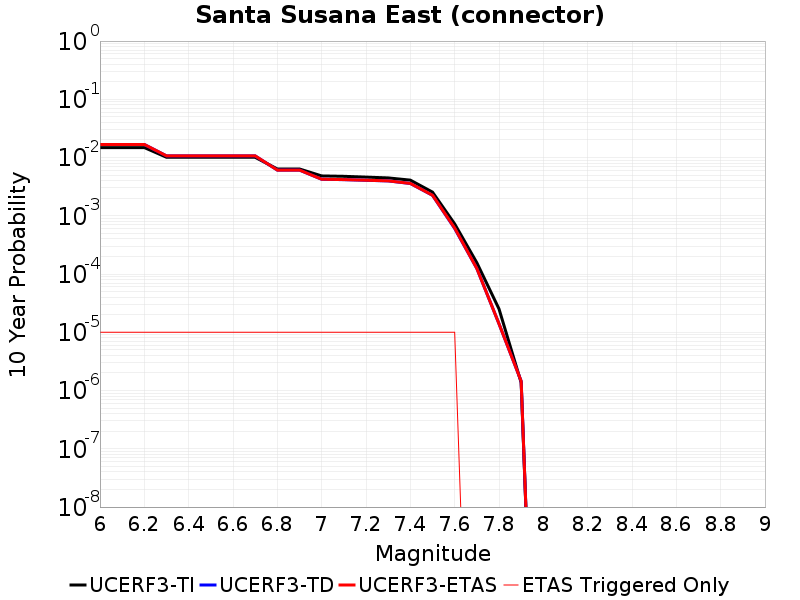 Santa Susana East (connector)
10^0
10^-1
10^-2
10^-3
10^-4
10^-5
10^-6
10^-7
10^-8
10 Year Probability
6 6.2 6.4 6.6 6.8 7 7.2 7.4 7.6 7.8 8 8.2 8.4 8.6 8.8 9
Magnitude
UCERF3-TI UCERF3-TD UCERF3-ETAS ETAS Triggered Only